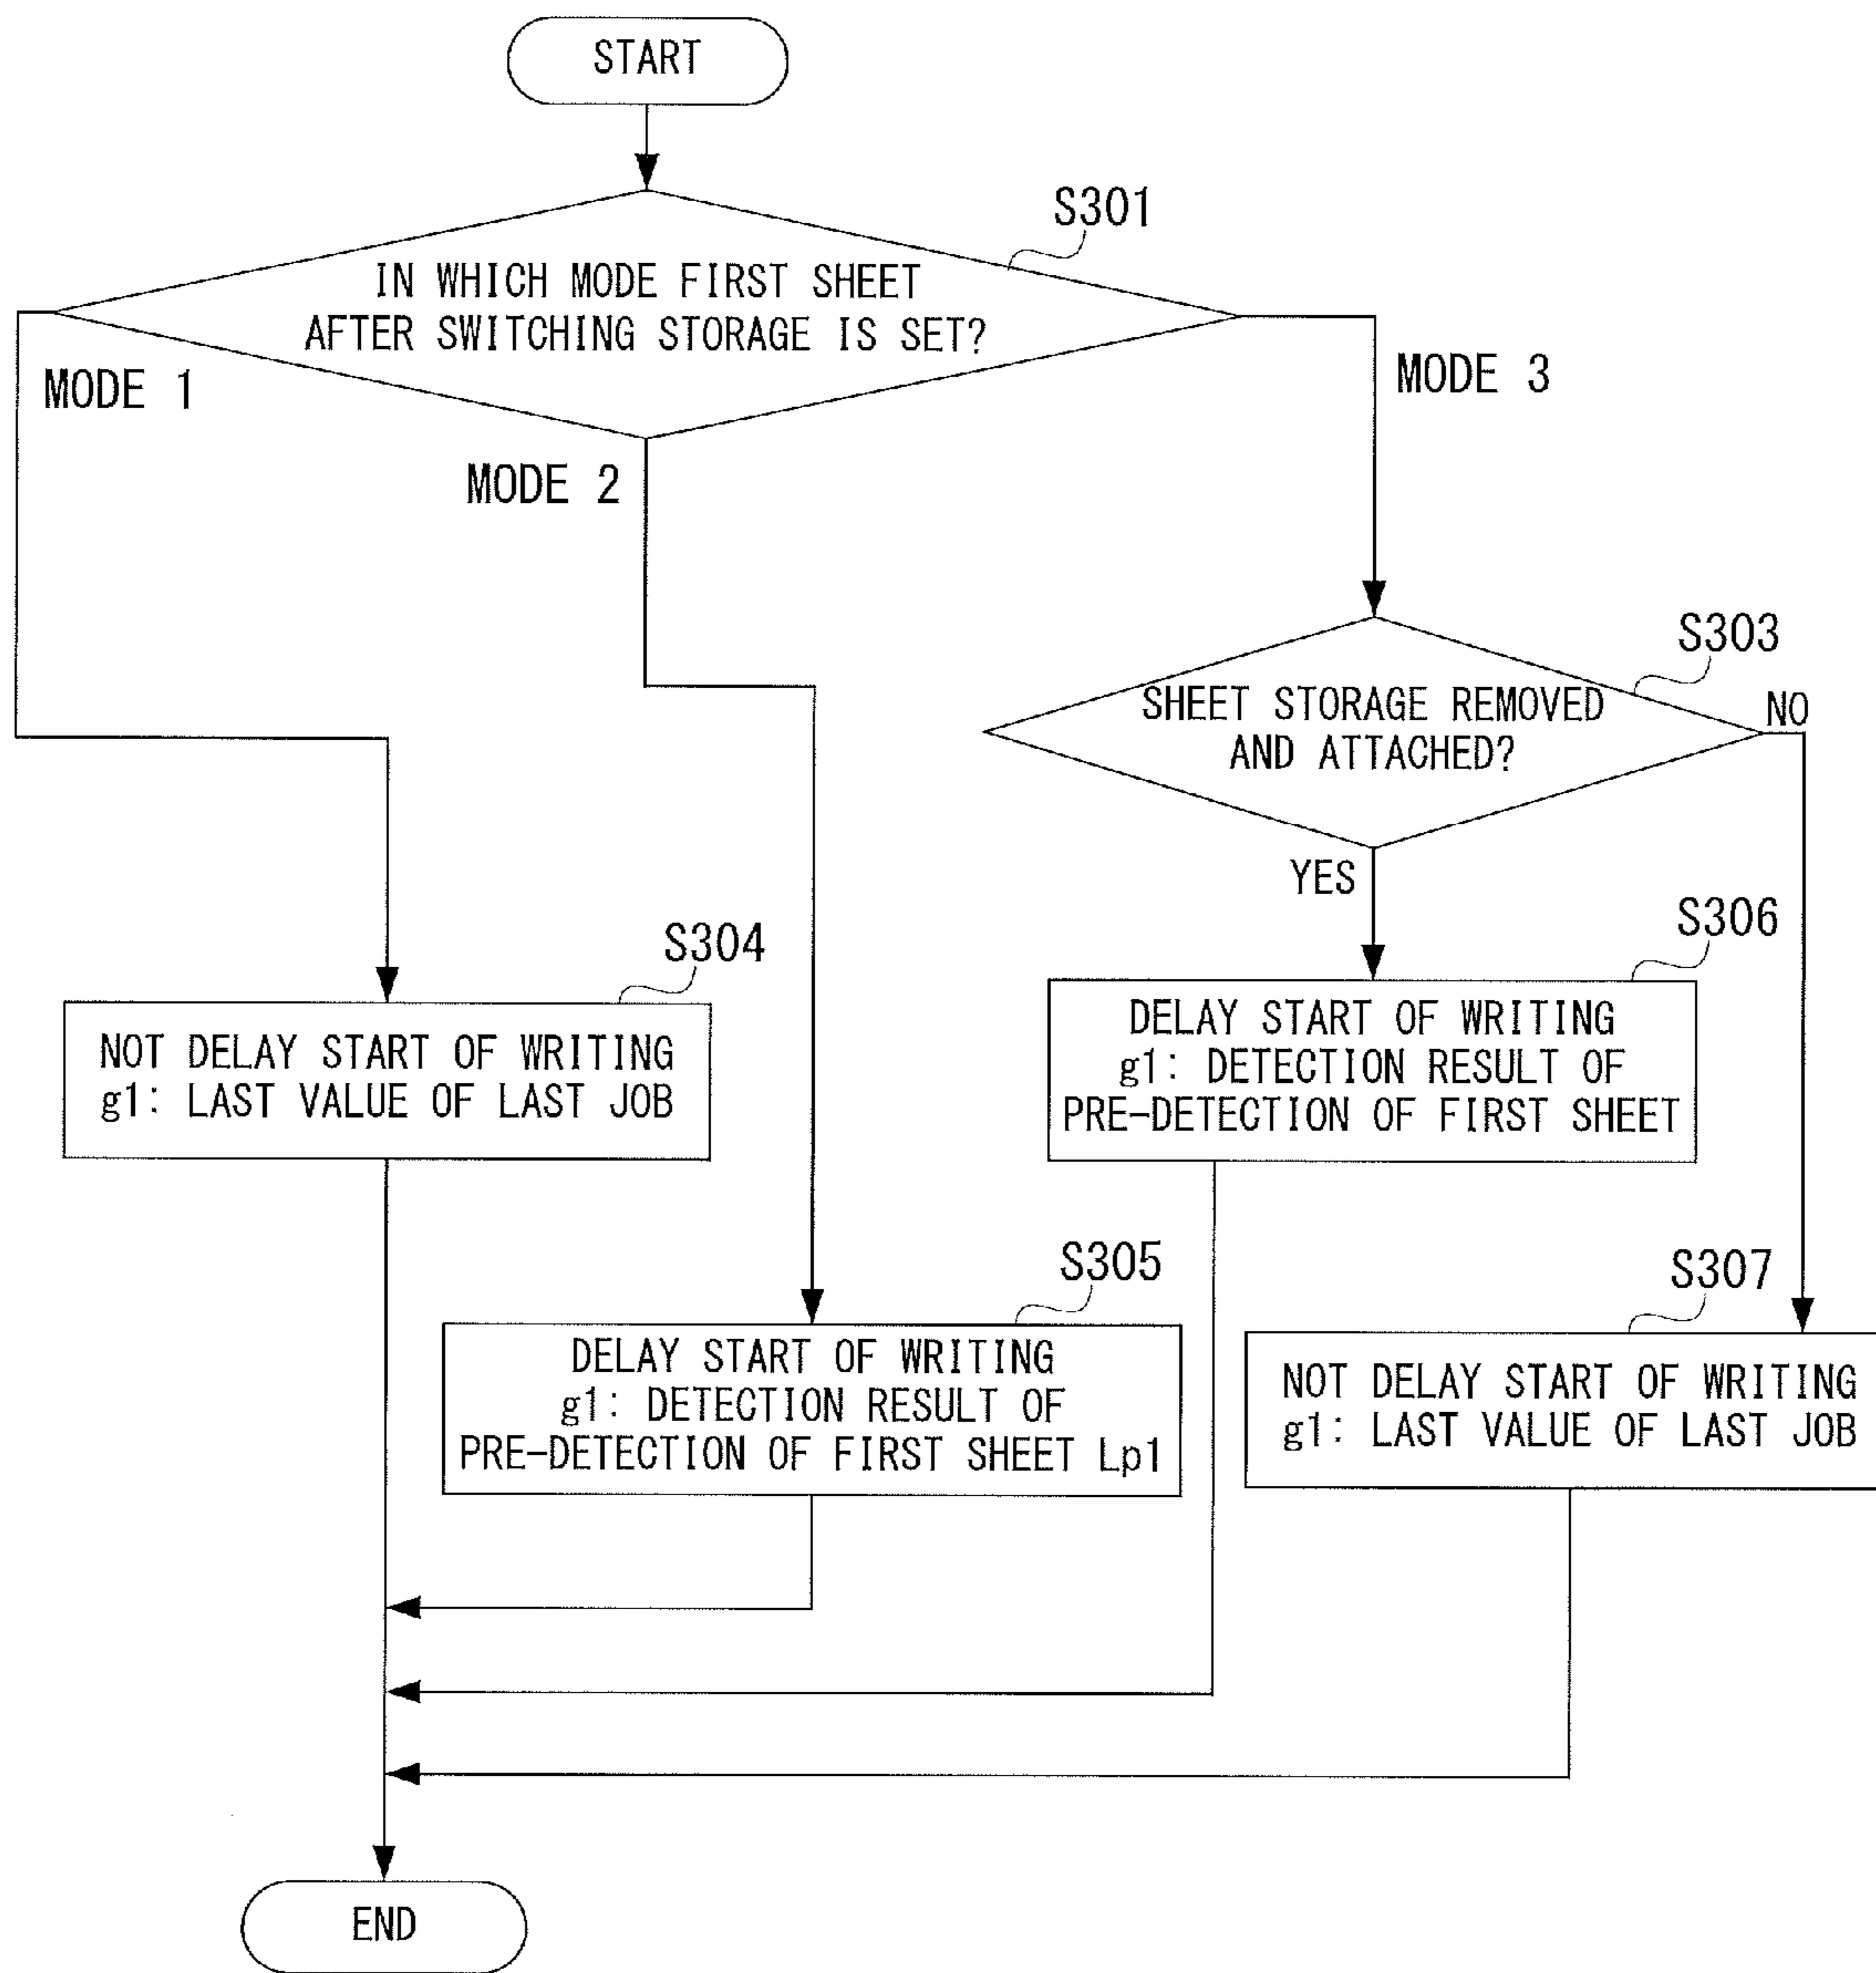 START
S301
IN WHICH MODE FIRST SHEET
AFTER SWITCHING STORAGE IS SET?
MODE 1
MODE 2
MODE 3
S303
SHEET STORAGE REMOVED
AND ATTACHED?
NO
YES
S304
NOT DELAY START OF WRITING
g1: LAST VALUE OF LAST JOB
S306
DELAY START OF WRITING
g1: DETECTION RESULT OF
PRE-DETECTION OF FIRST SHEET
S305
DELAY START OF WRITING
g1: DETECTION RESULT OF
PRE-DETECTION OF FIRST SHEET Lp1
S307
NOT DELAY START OF WRITING
g1: LAST VALUE OF LAST JOB
END